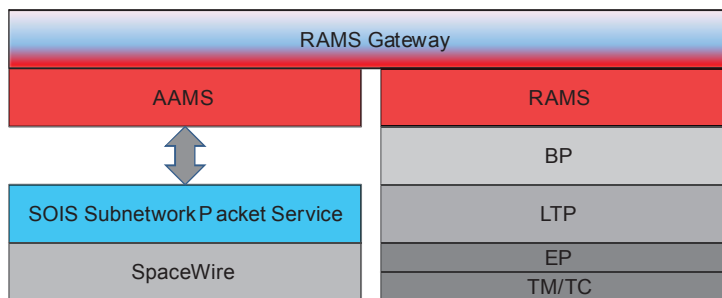 RAMS Gateway
AAMS
RAMS
BP
SOIS Subnetwork Packet Service
LTP
SpaceWire
EP
TM/TC